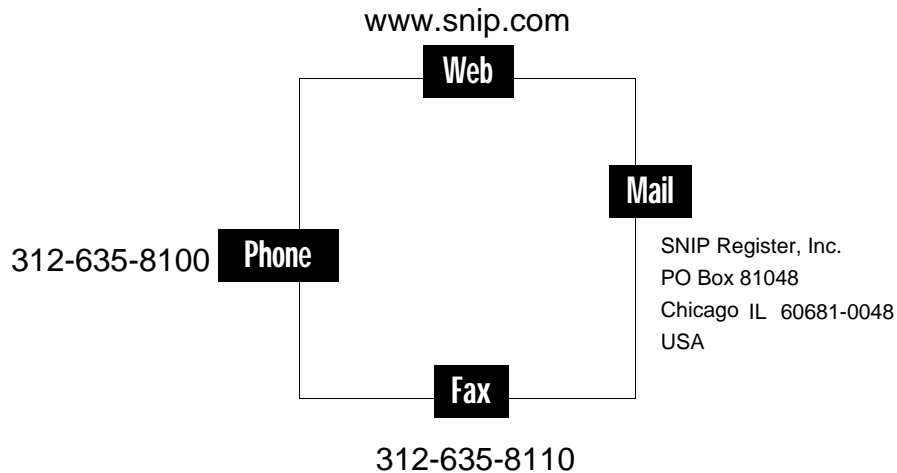 www.snip.com
Web
Mail
312-635-8100 Phone
SNIP Register, Inc.
PO Box 81048
Chicago IL 60681-0048
USA
Fax
312-635-8110